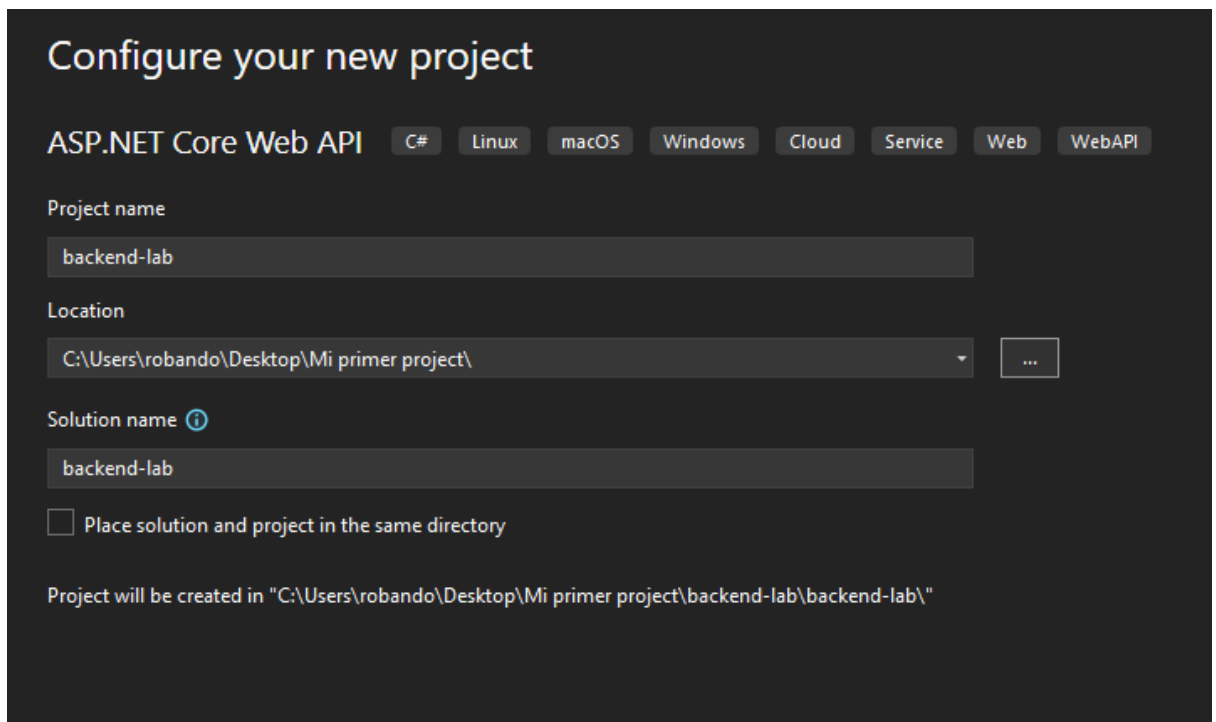 Configure your new project
ASP.NET Core Web API C# Linux macOS Windows Cloud Service Web WebAPI
Project name
backend-lab
Location
C:\Users\robando\Desktop\Mi primer project\
...
Solution name
backend-lab
Place solution and project in the same directory
Project will be created in "C:\Users\robando\Desktop\Mi primer project\backend-lab\backend-lab\"